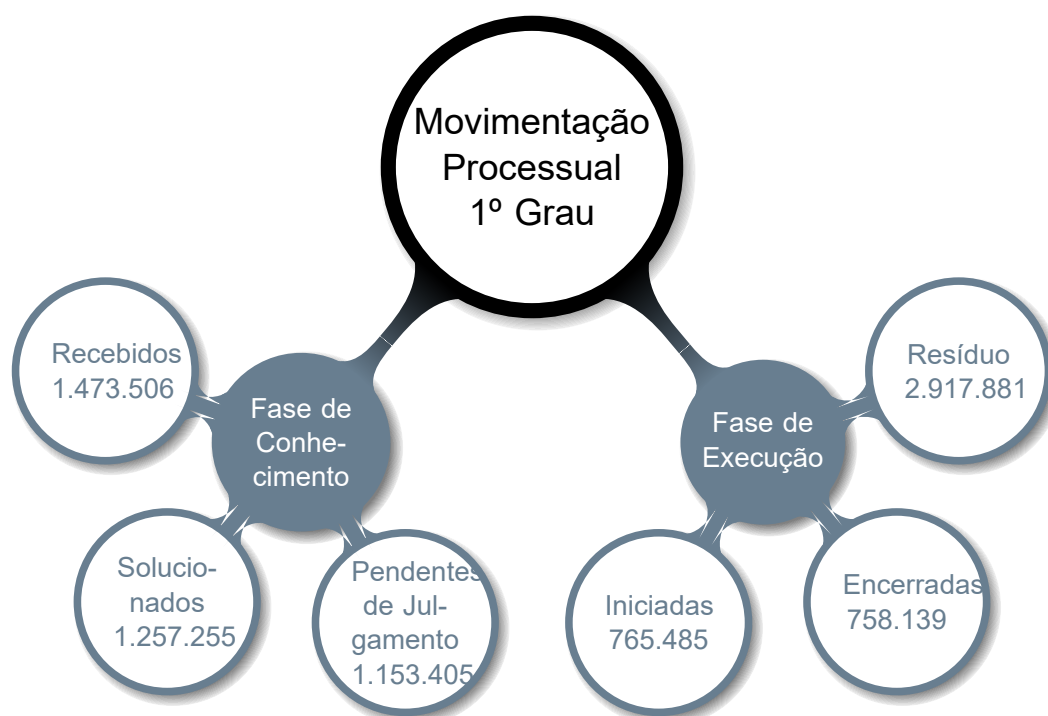 Movimentação
Processual
1º Grau
Recebidos
1.473.506
Fase de
Conhe-
cimento
Solucio-
nados
1.257.255
Pendentes
de Jul-
gamento
1.153.405
Fase de
Execução
Resíduo
2.917.881
Iniciadas
765.485
Encerradas
758.139